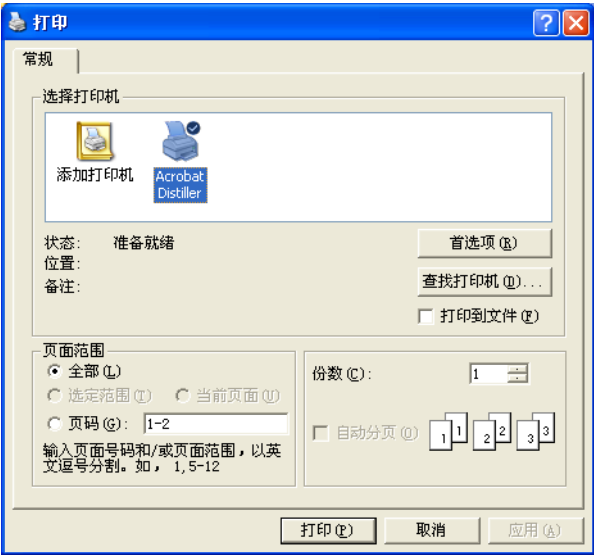 打印
常规
选择打印机
添加打印机
Acrobat
Distiller
状态: 准备就绪
首选项(R)
位置:
查找打印机(D)...
备注:
打印到文件(F)
页面范围
全部(L)
选定范围(T) 当前页面(U)
页码(G): 1-2
输入页面号码和/或页面范围，以英
文逗号分割。如， 1,5-12
份数(C): 1
自动分页(O) 1 1 2 2 3 3
打印(P) 取消 应用(A)